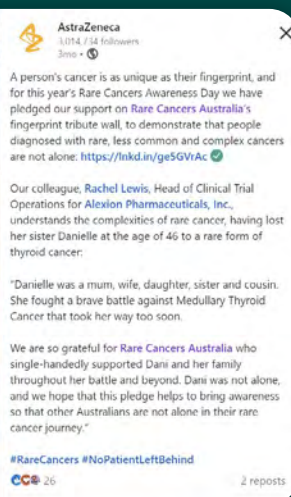 AstraZeneca
3,014,734 followers
3mo •
A person's cancer is as unique as their fingerprint, and
for this year's Rare Cancers Awareness Day we have
pledged our support on Rare Cancers Australia's
fingerprint tribute wall, to demonstrate that people
diagnosed with rare, less common and complex cancers
are not alone: https://lnkd.in/ge5GVrAc
Our colleague, Rachel Lewis, Head of Clinical Trial
Operations for Alexion Pharmaceuticals, Inc.,
understands the complexities of rare cancer, having lost
her sister Danielle at the age of 46 to a rare form of
thyroid cancer:
"Danielle was a mum, wife, daughter, sister and cousin.
She fought a brave battle against Medullary Thyroid
Cancer that took her way too soon.
We are so grateful for Rare Cancers Australia who
single-handedly supported Dani and her family
throughout her battle and beyond. Dani was not alone,
and we hope that this pledge helps to bring awareness
so that other Australians are not alone in their rare
cancer journey."
#RareCancers #NoPatientLeftBehind
26
2 reposts